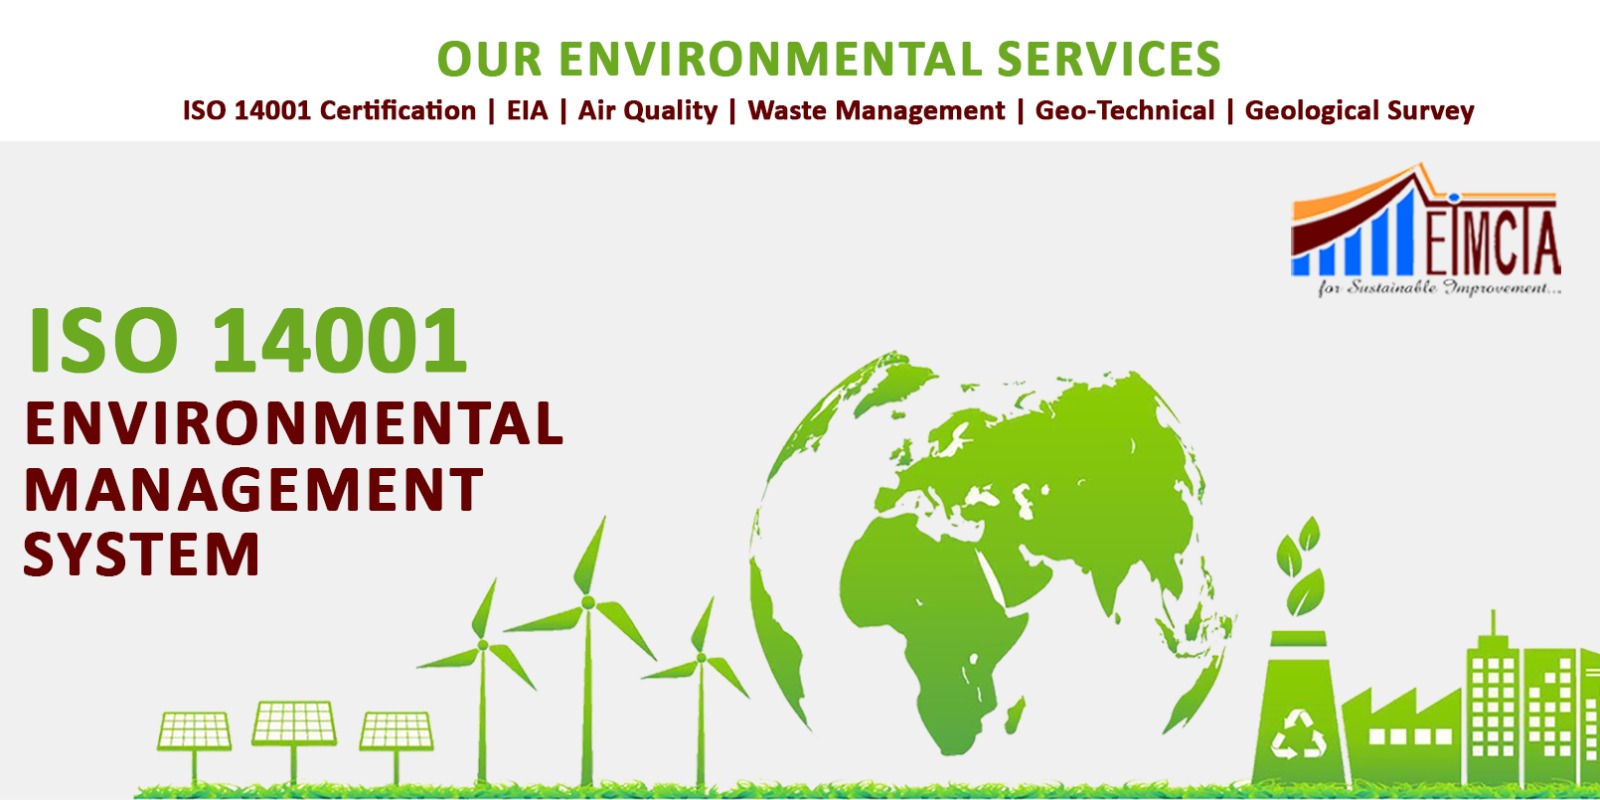 OUR ENVIRONMENTAL SERVICES
ISO 14001 Certification | EIA | Air Quality | Waste Management | Geo-Technical | Geological Survey
EIMCTA
for Sustainable Improvement...
ISO 14001
ENVIRONMENTAL
MANAGEMENT
SYSTEM